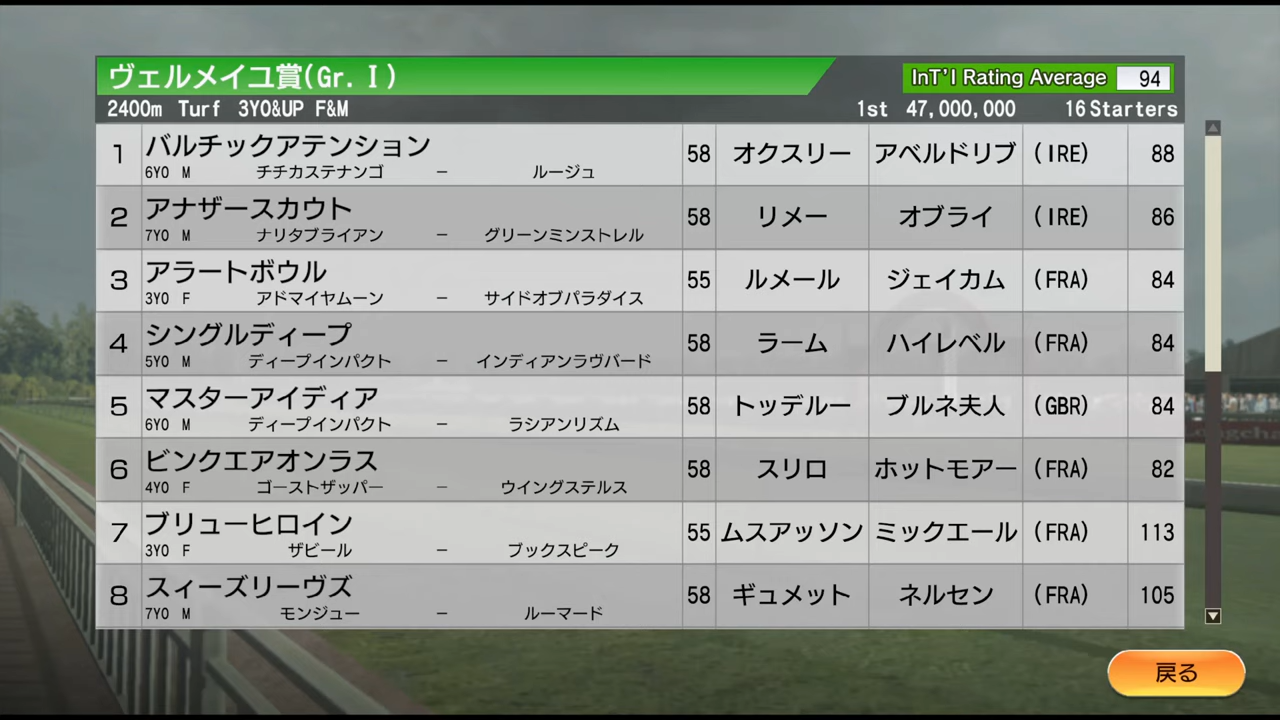 ヴェルメイユ賞(Gr.Ⅰ)
InT'l Rating Average 94
2400m Turf 3YO&UP F&M 1st 47,000,000 16Starters
1 バルチックアテンション 58 オクスリー アベルドリブ (IRE) 88
6YO M チチカステナンゴ − ルージュ
2 アナザースカウト 58 リメー オブライ (IRE) 86
7YO M ナリタブライアン − グリーンミンストレル
3 アラートボウル 55 ルメール ジェイカム (FRA) 84
3YO F アドマイヤムーン − サイドオブパラダイス
4 シングルディープ 58 ラーム ハイレベル (FRA) 84
5YO M ディープインパクト − インディアンラヴバード
5 マスターアイディア 58 トッデルー ブルネ夫人 (GBR) 84
6YO M ディープインパクト − ラシアンリズム
6 ビンクエアオンラス 58 スリロ ホットモアー (FRA) 82
4YO F ゴーストザッパー − ウイングステルス
7 ブリューヒロイン 55 ムスアッソン ミックエール (FRA) 113
3YO F ザビール − ブックスピーク
8 スィーズリーヴズ 58 ギュメット ネルセン (FRA) 105
7YO M モンジュー − ルーマード
戻る